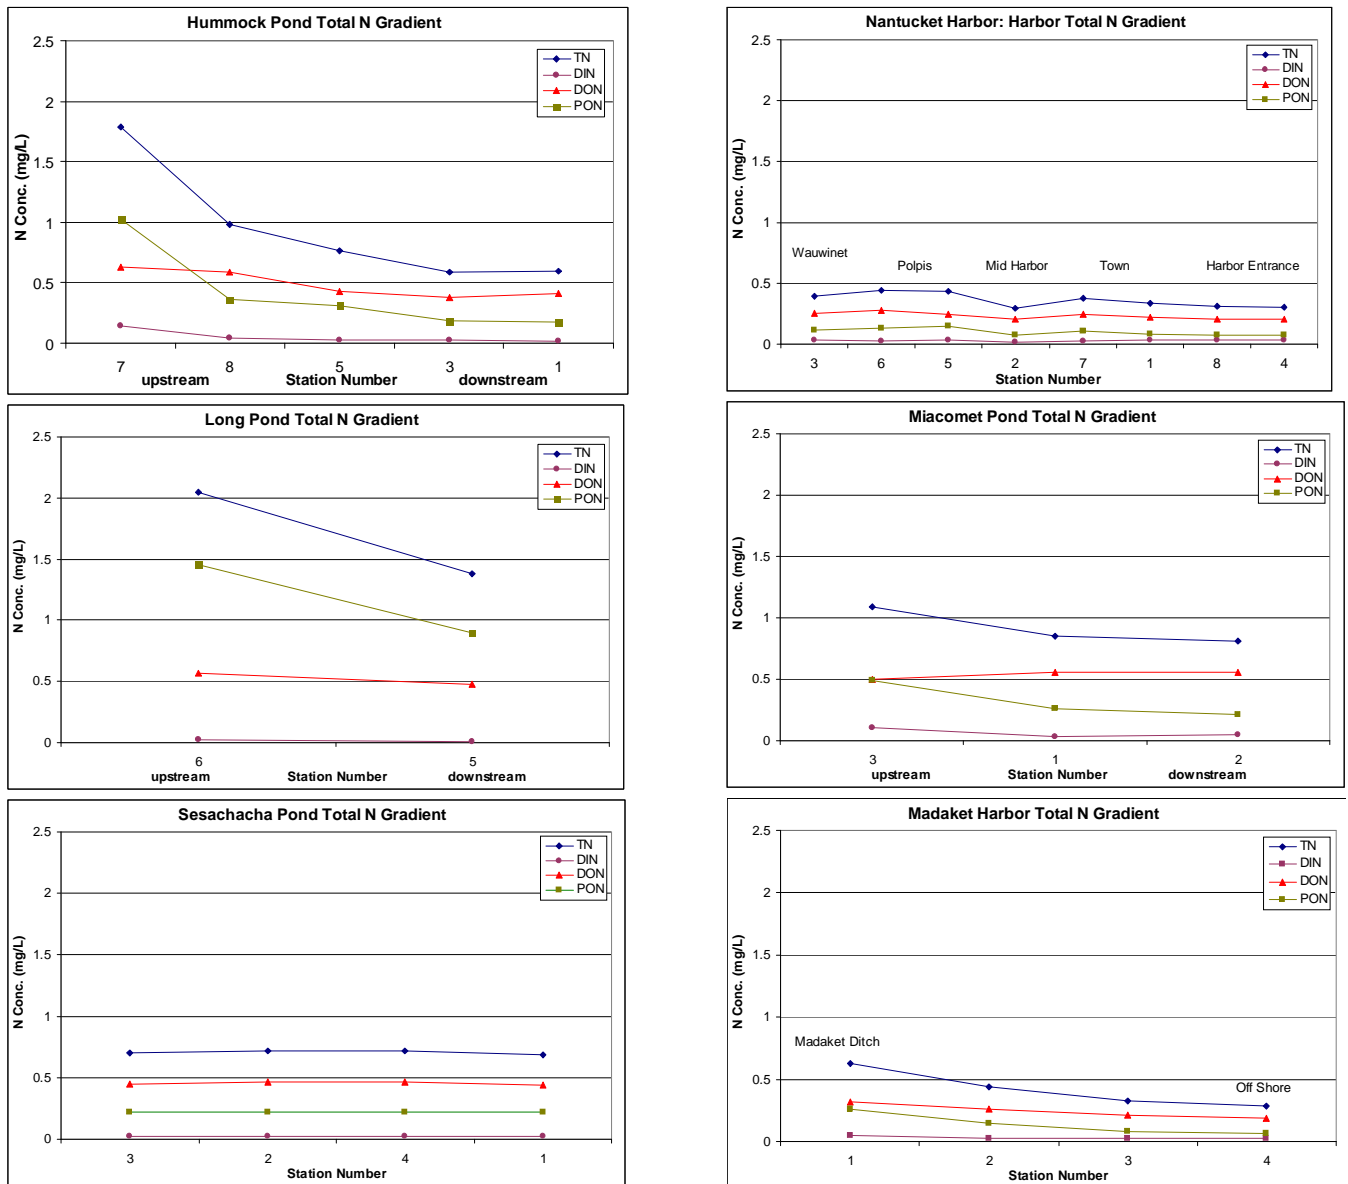 Hummock Pond Total N Gradient
2.5
2
1.5
1
0.5
0
N Conc. (mg/L)
TN
DIN
DON
PON
7 8 5 3 1
upstream Station Number downstream
Nantucket Harbor: Harbor Total N Gradient
2.5
2
1.5
1
0.5
0
N Conc. (mg/L)
TN
DIN
DON
PON
Wauwinet
Polpis Mid Harbor Town Harbor Entrance
3 6 5 2 7 1 8 4
Station Number
Long Pond Total N Gradient
2.5
2
1.5
1
0.5
0
N Conc. (mg/L)
TN
DIN
DON
PON
6 5
upstream Station Number downstream
Miacomet Pond Total N Gradient
2.5
2
1.5
1
0.5
0
N Conc. (mg/L)
TN
DIN
DON
PON
3 1 2
upstream Station Number downstream
Sesachacha Pond Total N Gradient
2.5
2
1.5
1
0.5
0
N Conc. (mg/L)
TN
DIN
DON
PON
3 2 4 1
Station Number
Madaket Harbor Total N Gradient
2.5
2
1.5
1
0.5
0
N Conc. (mg/L)
TN
DIN
DON
PON
Madaket Ditch
Off Shore
1 2 3 4
Station Number